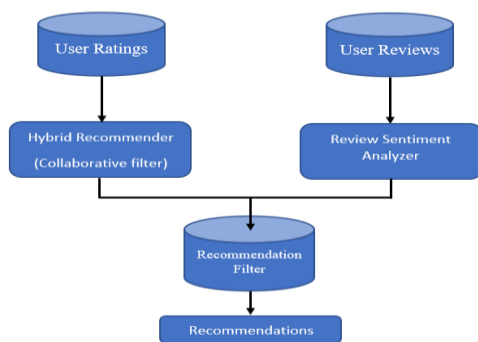 User Ratings
User Reviews
Hybrid Recommender
(Collaborative filter)
Review Sentiment
Analyzer
Recommendation
Filter
Recommendations